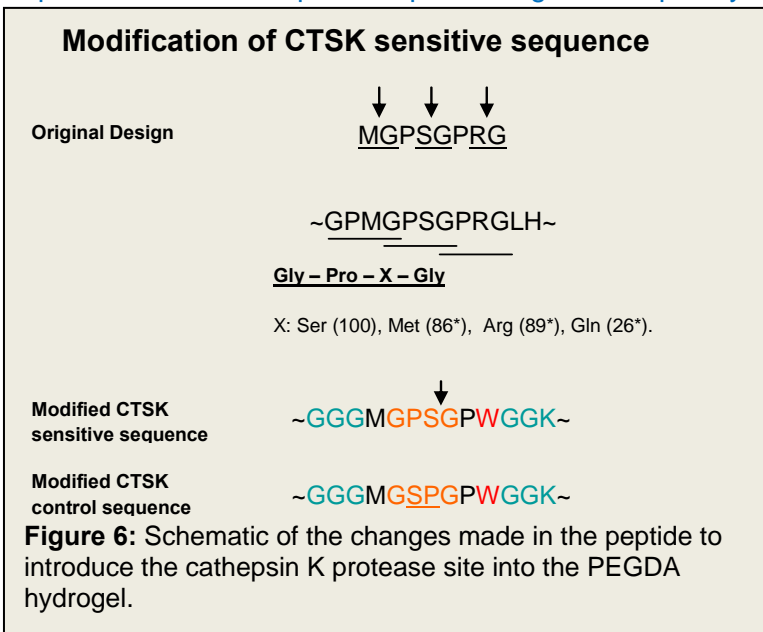 Modification of CTSK sensitive sequence
Original Design
MGPSGPRG
~GPMGPSGPRGLH~
Gly – Pro – X – Gly
X: Ser (100), Met (86*), Arg (89*), Gln (26*).
Modified CTSK
sensitive sequence
~GGGMGPSGPWGGK~
Modified CTSK
control sequence
~GGGMGSPGPWGGK~
Figure 6: Schematic of the changes made in the peptide to
introduce the cathepsin K protease site into the PEGDA
hydrogel.